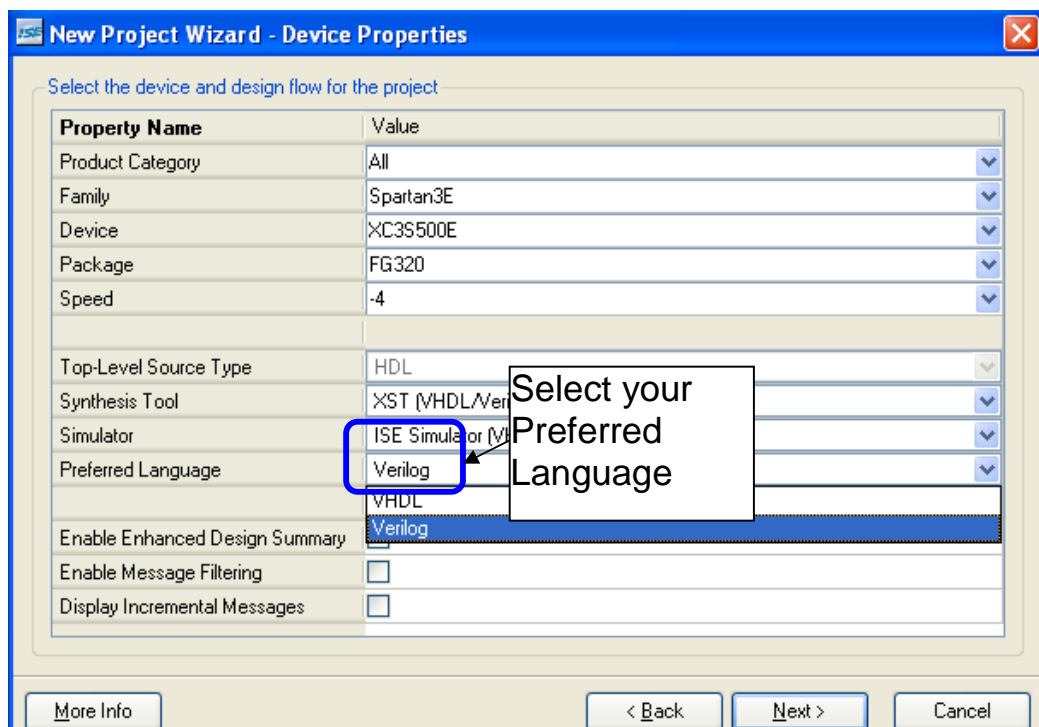 ISE New Project Wizard - Device Properties
Select the device and design flow for the project
Property Name Value
Product Category All
Family Spartan3E
Device XC3S500E
Package FG320
Speed -4
Top-Level Source Type HDL
Synthesis Tool XST (VHDL/Veri
Simulator ISE Simulator (VH
Preferred Language Verilog
Select your
Preferred
Language
VHDL
Verilog
Enable Enhanced Design Summary
Enable Message Filtering
Display Incremental Messages
More Info < Back Next > Cancel